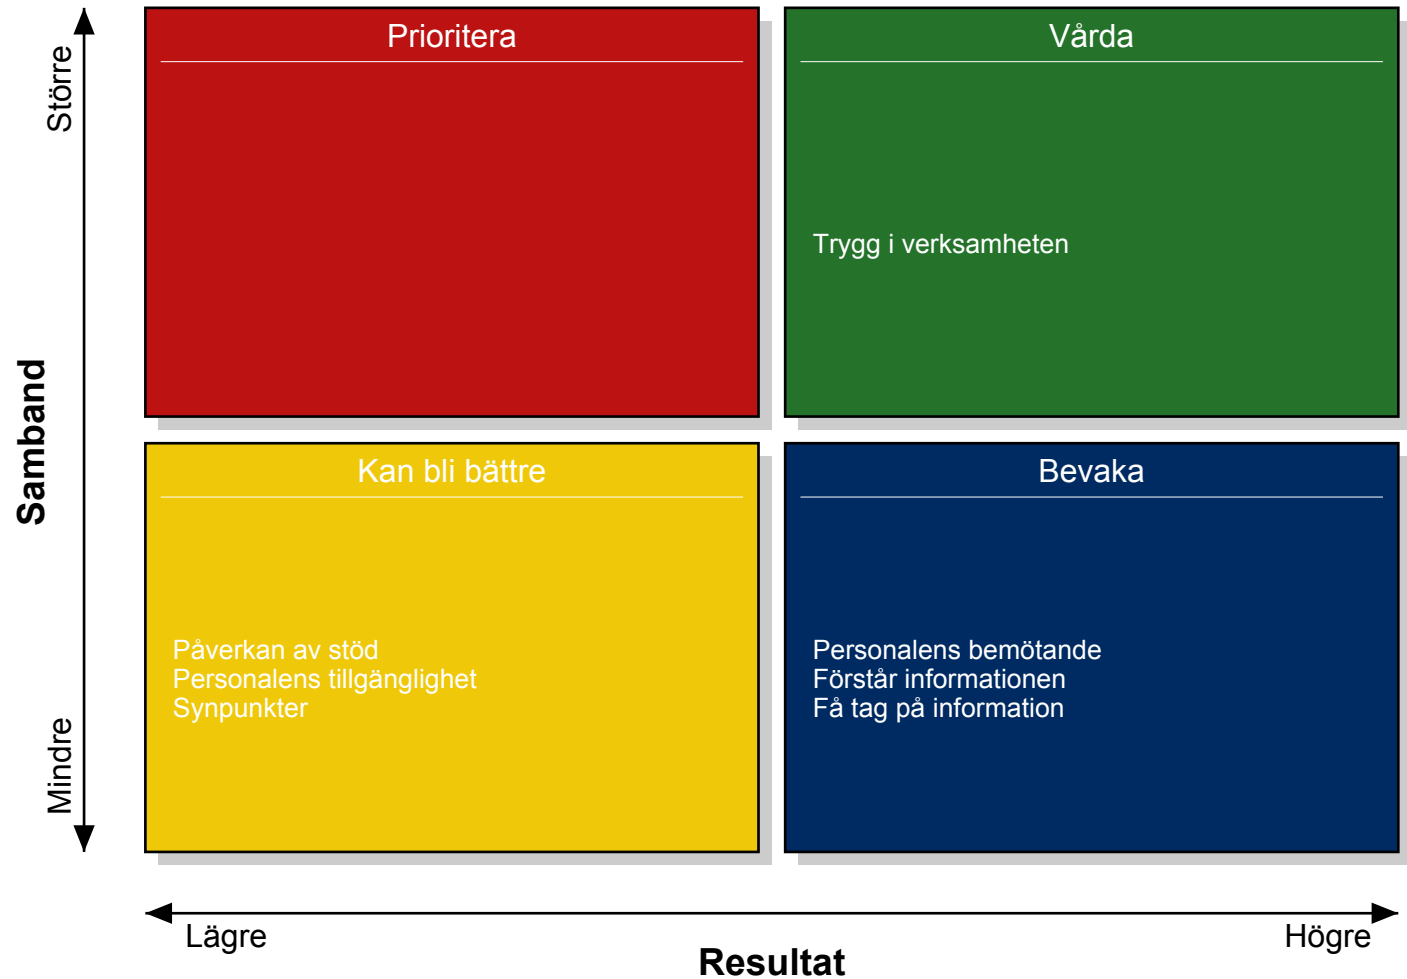 Större
Samband
Mindre
Prioritera
Vårda
Trygg i verksamheten
Kan bli bättre
Påverkan av stöd
Personalens tillgänglighet
Synpunkter
Bevaka
Personalens bemötande
Förstår informationen
Få tag på information
Lägre
Resultat
Högre